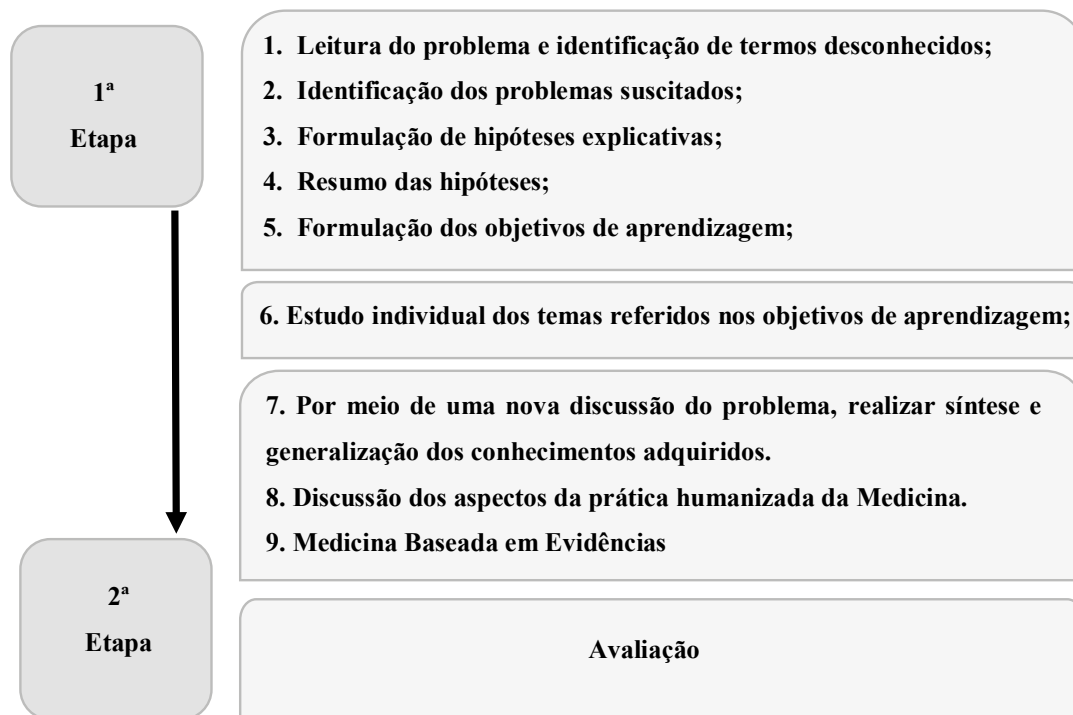 1ª
Etapa
1. Leitura do problema e identificação de termos desconhecidos;
2. Identificação dos problemas suscitados;
3. Formulação de hipóteses explicativas;
4. Resumo das hipóteses;
5. Formulação dos objetivos de aprendizagem;
6. Estudo individual dos temas referidos nos objetivos de aprendizagem;
7. Por meio de uma nova discussão do problema, realizar síntese e
generalização dos conhecimentos adquiridos.
8. Discussão dos aspectos da prática humanizada da Medicina.
9. Medicina Baseada em Evidências
2ª
Etapa
Avaliação